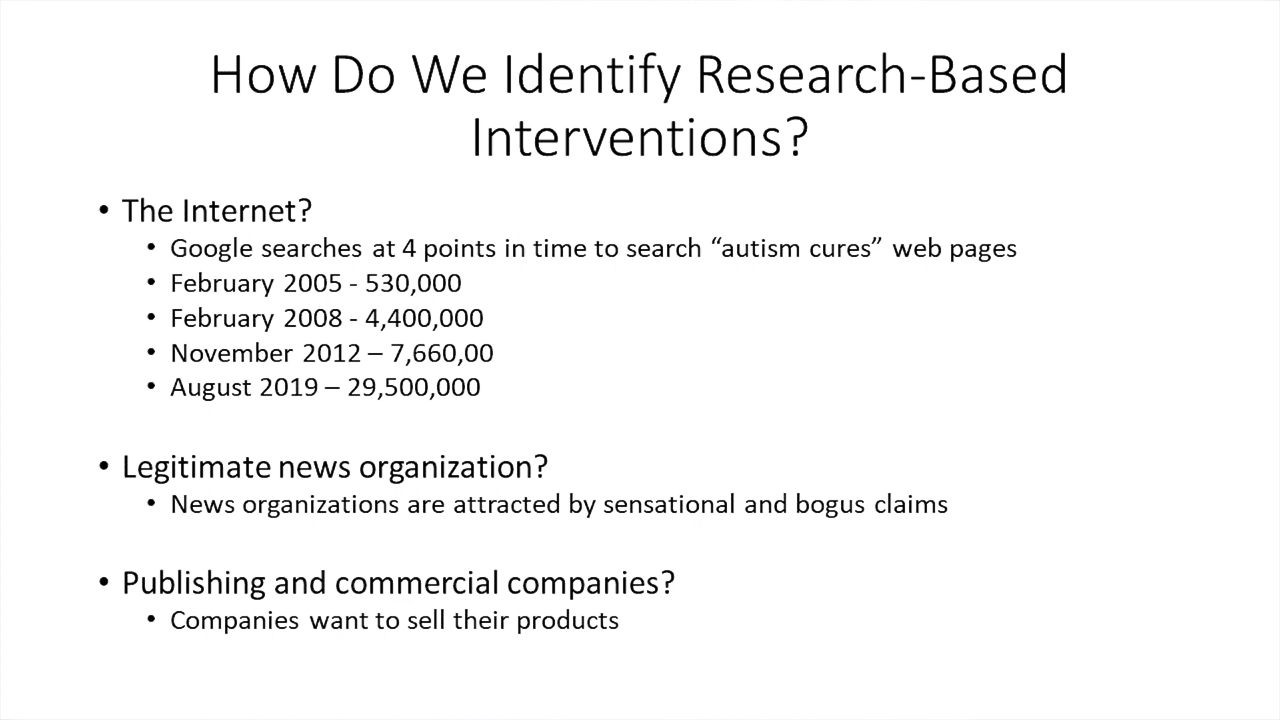 How Do We Identify Research-Based
Interventions?
• The Internet?
• Google searches at 4 points in time to search “autism cures” web pages
• February 2005 - 530,000
• February 2008 - 4,400,000
• November 2012 – 7,660,00
• August 2019 – 29,500,000
• Legitimate news organization?
• News organizations are attracted by sensational and bogus claims
• Publishing and commercial companies?
• Companies want to sell their products